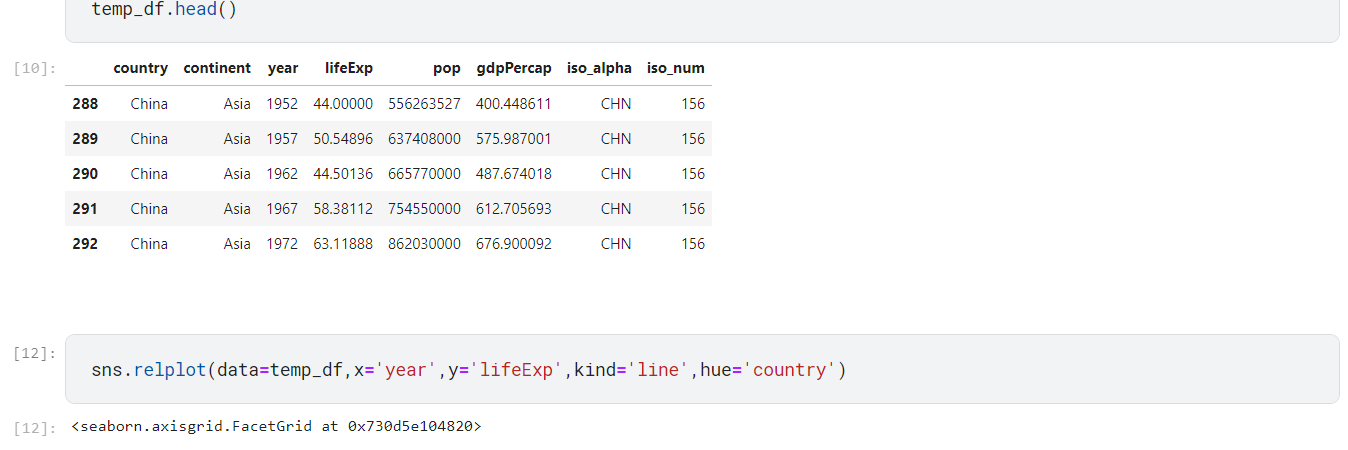 temp_df.head()
[10]:
country continent year lifeExp pop gdpPercap iso_alpha iso_num
288 China Asia 1952 44.00000 556263527 400.448611 CHN 156
289 China Asia 1957 50.54896 637408000 575.987001 CHN 156
290 China Asia 1962 44.50136 665770000 487.674018 CHN 156
291 China Asia 1967 58.38112 754550000 612.705693 CHN 156
292 China Asia 1972 63.11888 862030000 676.900092 CHN 156
[12]:
sns.relplot(data=temp_df,x='year',y='lifeExp',kind='line',hue='country')
[12]: <seaborn.axisgrid.FacetGrid at 0x730d5e104820>